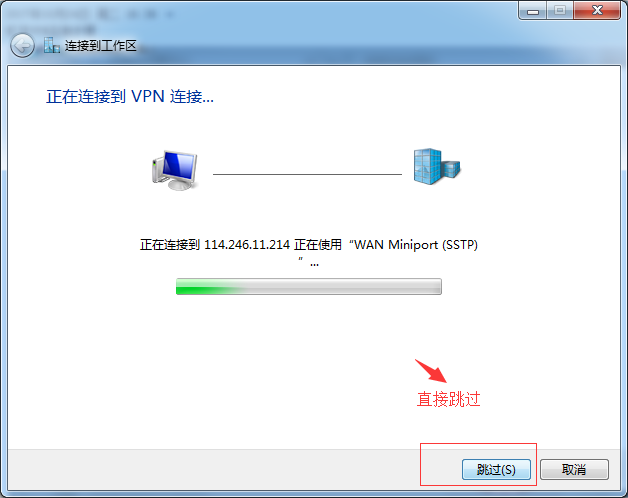 连接到工作区
正在连接到 VPN 连接...
正在连接到 114.246.11.214 正在使用“WAN Miniport (SSTP)
”...
直接跳过
跳过(S)
取消